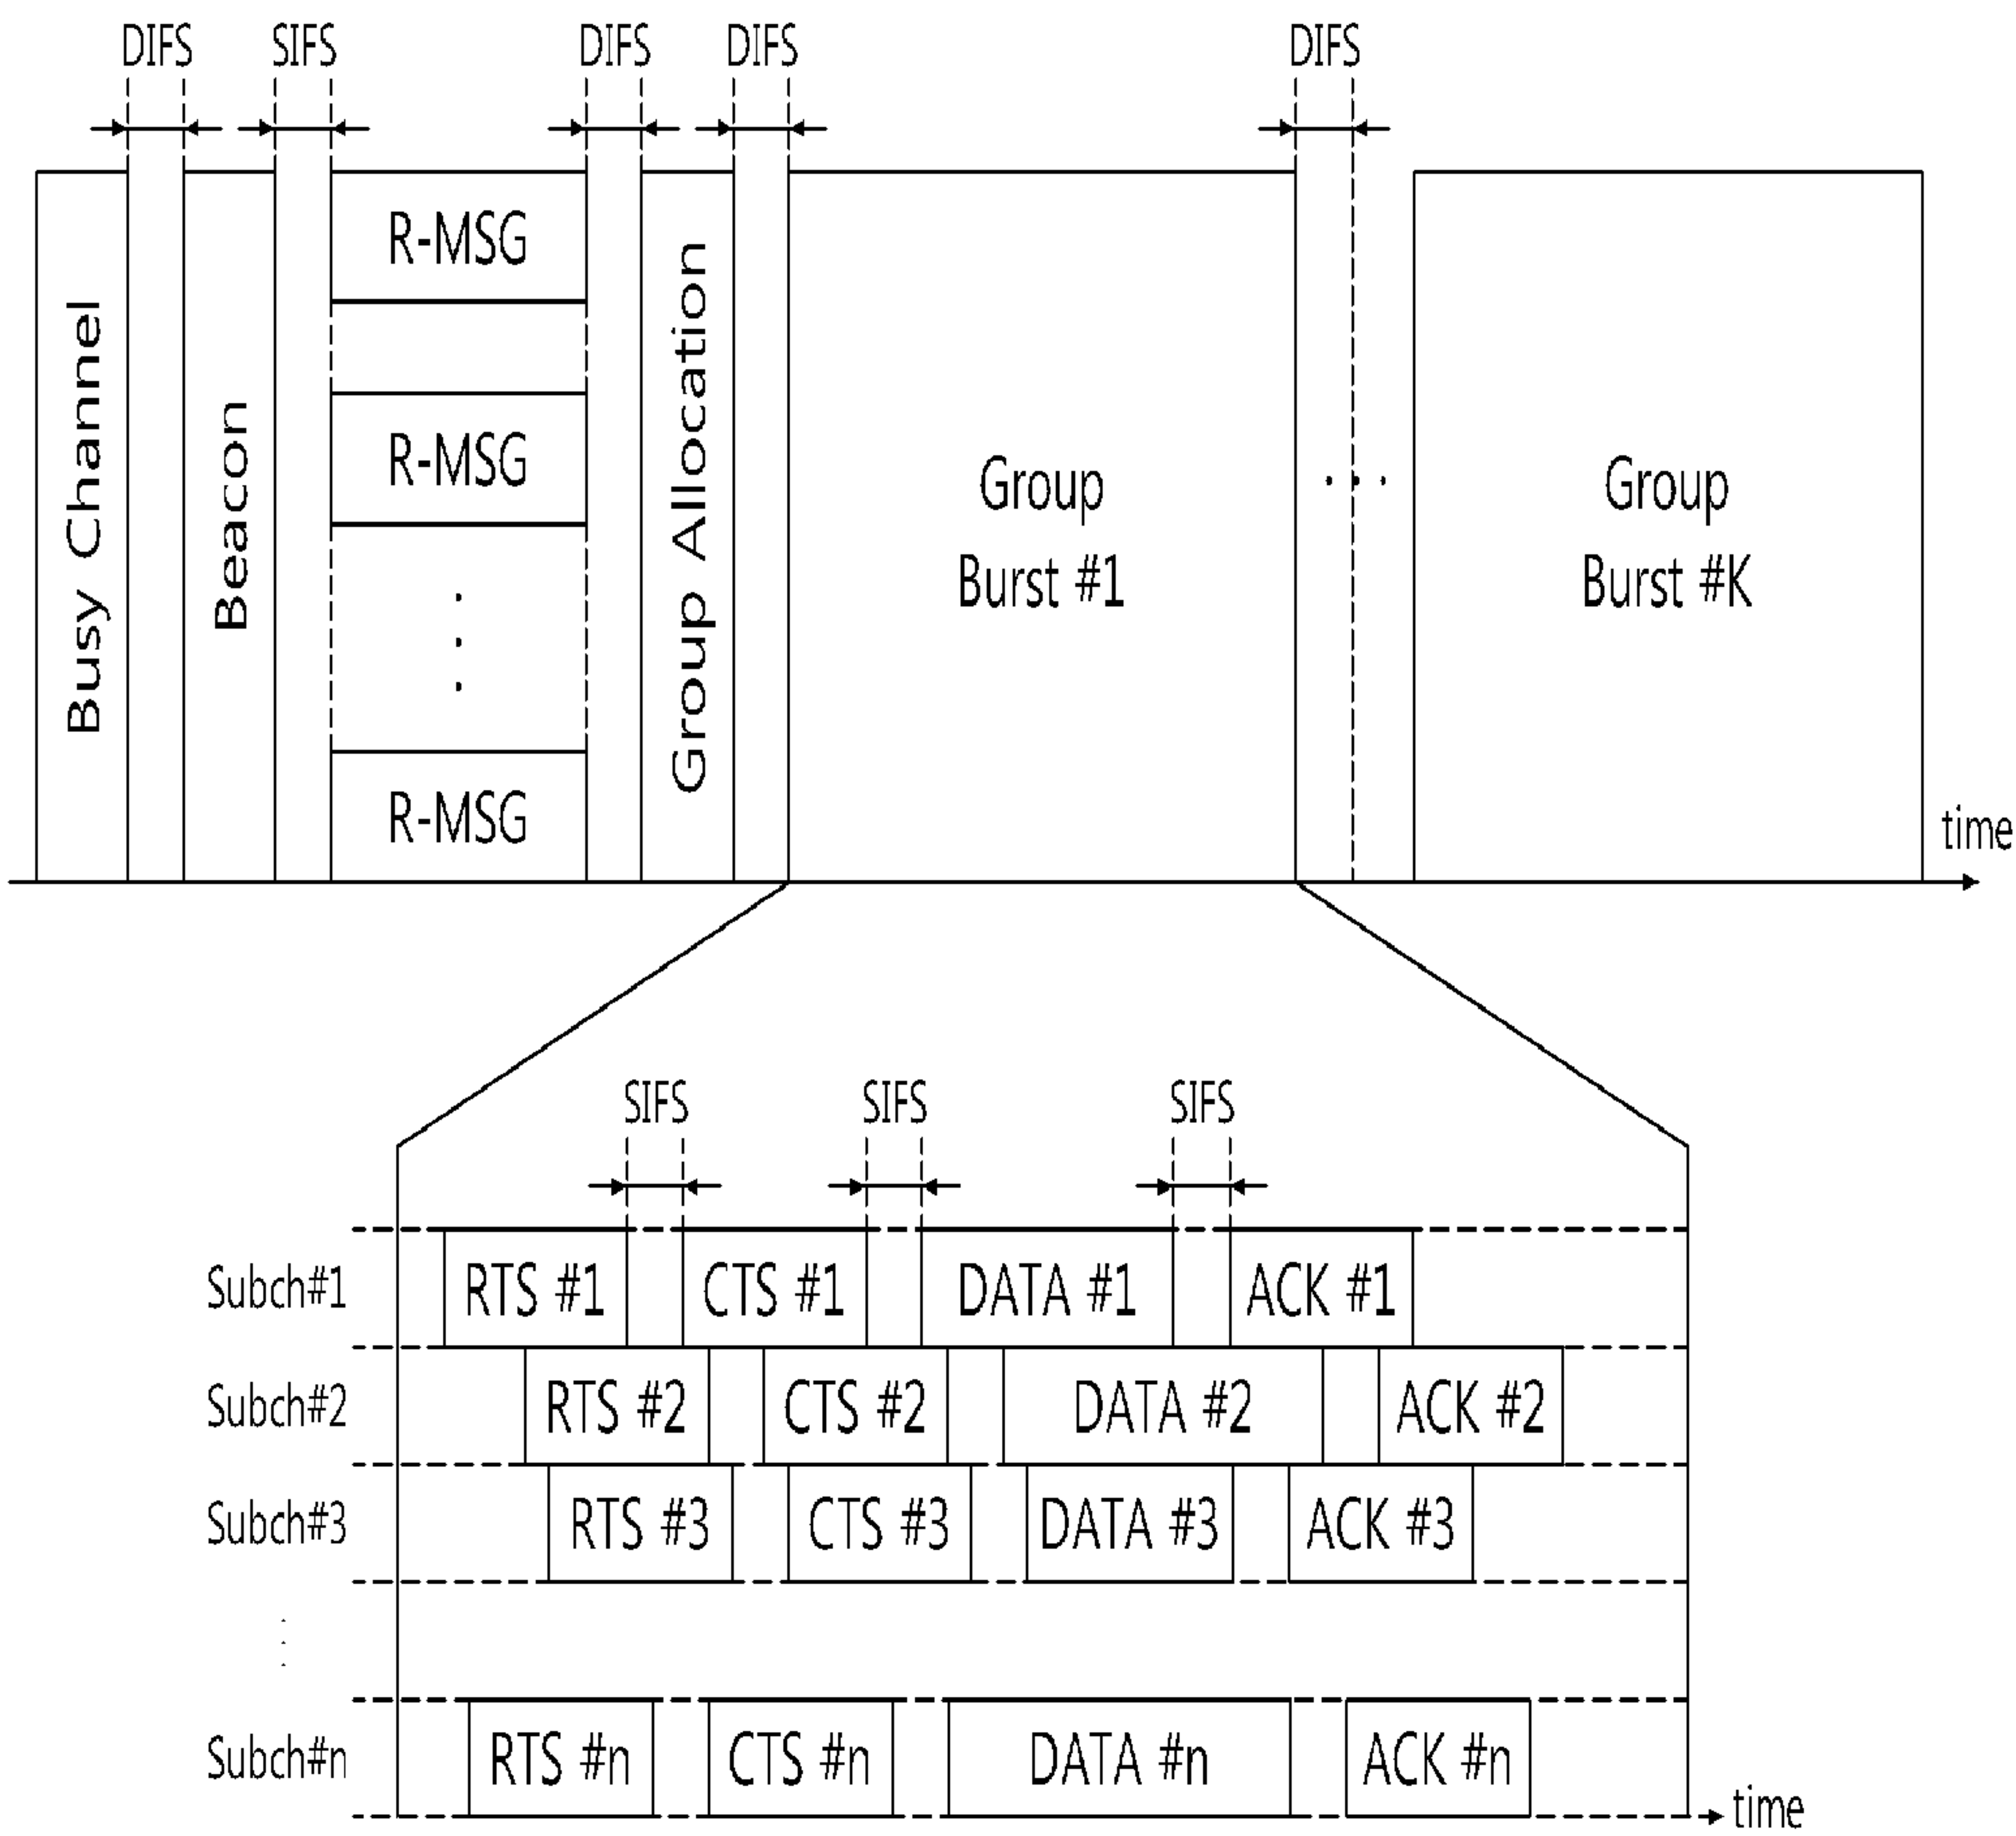 DIFS SIFS DIFS DIFS DIFS
Busy Channel
Beacon
R-MSG
R-MSG
R-MSG
Group Allocation
Group
Burst #1
. . .
Group
Burst #K
time
SIFS SIFS SIFS
Subch#1 RTS #1 CTS #1 DATA #1 ACK #1
Subch#2 RTS #2 CTS #2 DATA #2 ACK #2
Subch#3 RTS #3 CTS #3 DATA #3 ACK #3
Subch#n RTS #n CTS #n DATA #n ACK #n
time